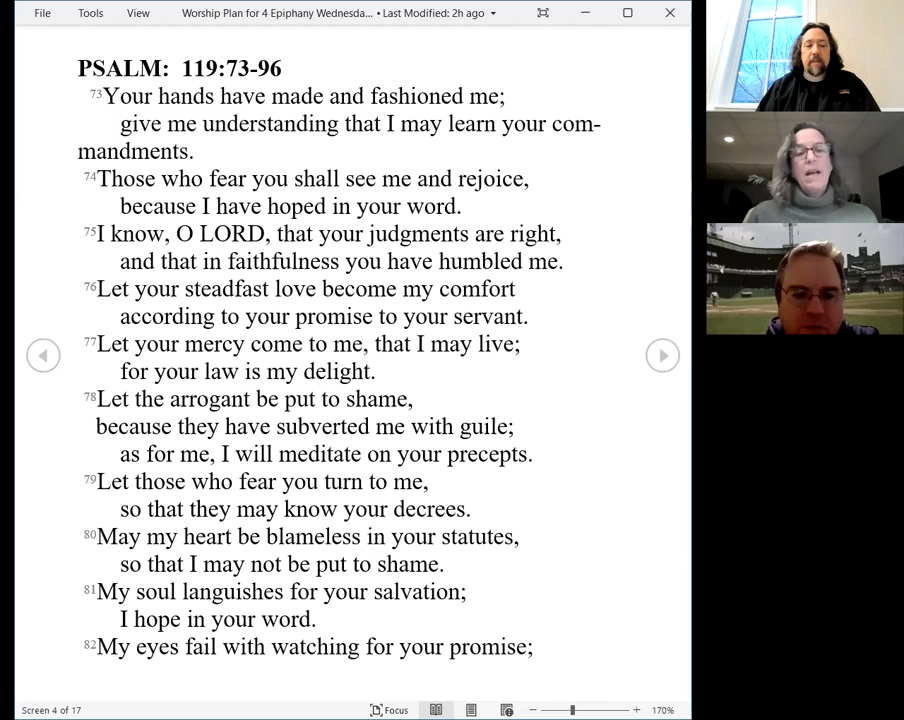 File Tools View Worship Plan for 4 Epiphany Wednesda... • Last Modified: 2h ago
PSALM: 119:73-96
73Your hands have made and fashioned me;
give me understanding that I may learn your com-
mandments.
74Those who fear you shall see me and rejoice,
because I have hoped in your word.
75I know, O LORD, that your judgments are right,
and that in faithfulness you have humbled me.
76Let your steadfast love become my comfort
according to your promise to your servant.
77Let your mercy come to me, that I may live;
for your law is my delight.
78Let the arrogant be put to shame,
because they have subverted me with guile;
as for me, I will meditate on your precepts.
79Let those who fear you turn to me,
so that they may know your decrees.
80May my heart be blameless in your statutes,
so that I may not be put to shame.
81My soul languishes for your salvation;
I hope in your word.
82My eyes fail with watching for your promise;
Screen 4 of 17 Focus 170%